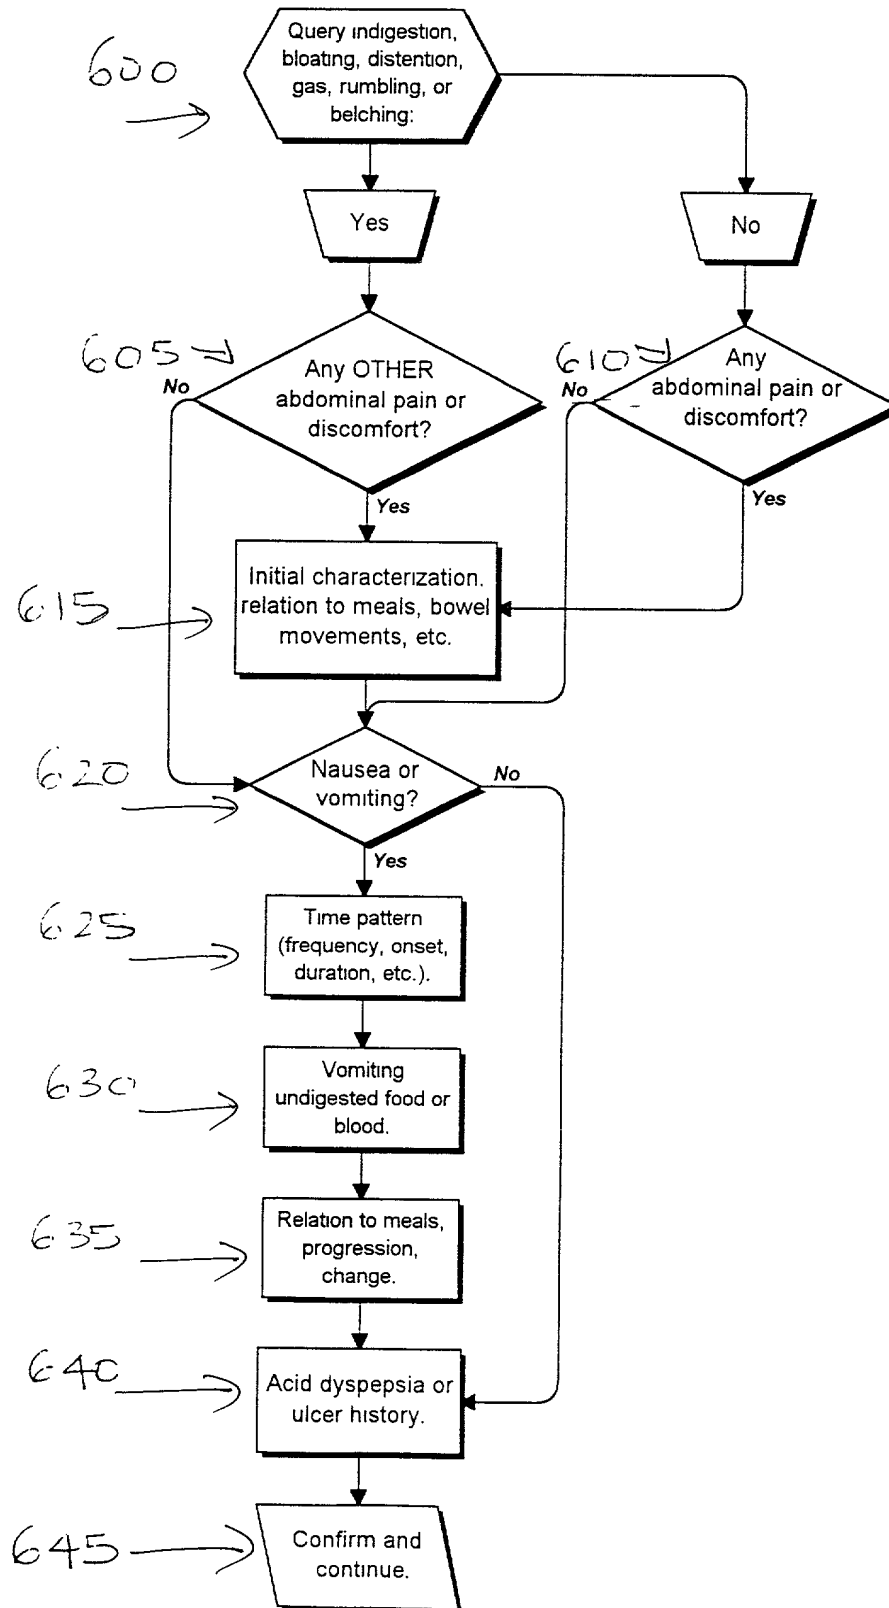 600
Query indigestion,
bloating, distention,
gas, rumbling, or
belching:
Yes
No
605
Any OTHER
abdominal pain or
discomfort?
No
Yes
610
Any
abdominal pain or
discomfort?
No
Yes
615
Initial characterization.
relation to meals, bowel
movements, etc.
620
Nausea or
vomiting?
No
Yes
625
Time pattern
(frequency, onset,
duration, etc.).
630
Vomiting
undigested food or
blood.
635
Relation to meals,
progression,
change.
640
Acid dyspepsia or
ulcer history.
645
Confirm and
continue.